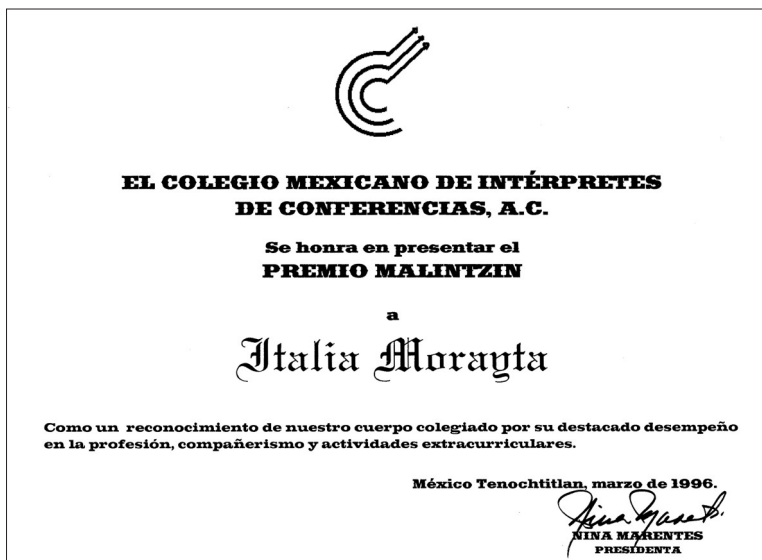 EL COLEGIO MEXICANO DE INTÉRPRETES
DE CONFERENCIAS, A.C.
Se honra en presentar el
PREMIO MALINTZIN
a
Italia Morayta
Como un reconocimiento de nuestro cuerpo colegiado por su destacado desempeño
en la profesión, compañerismo y actividades extracurriculares.
México Tenochtitlan, marzo de 1996.
NINA MARENTES
PRESIDENTA